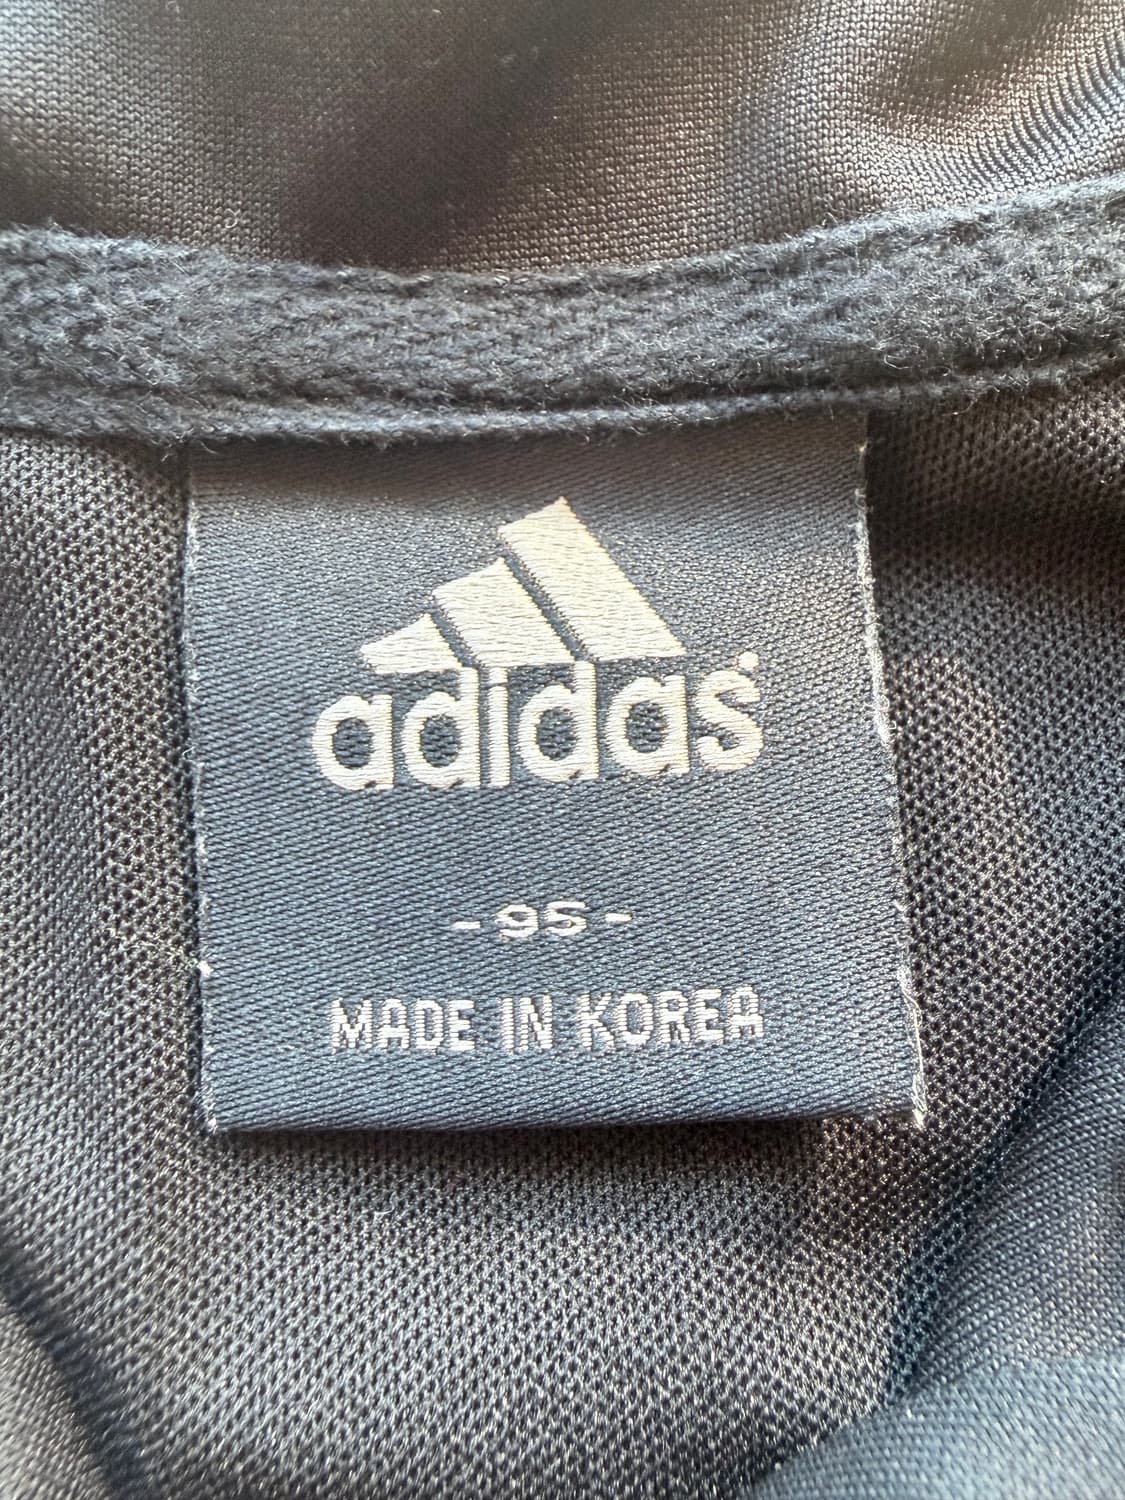 adidas
- 95 -
MADE IN KOREA